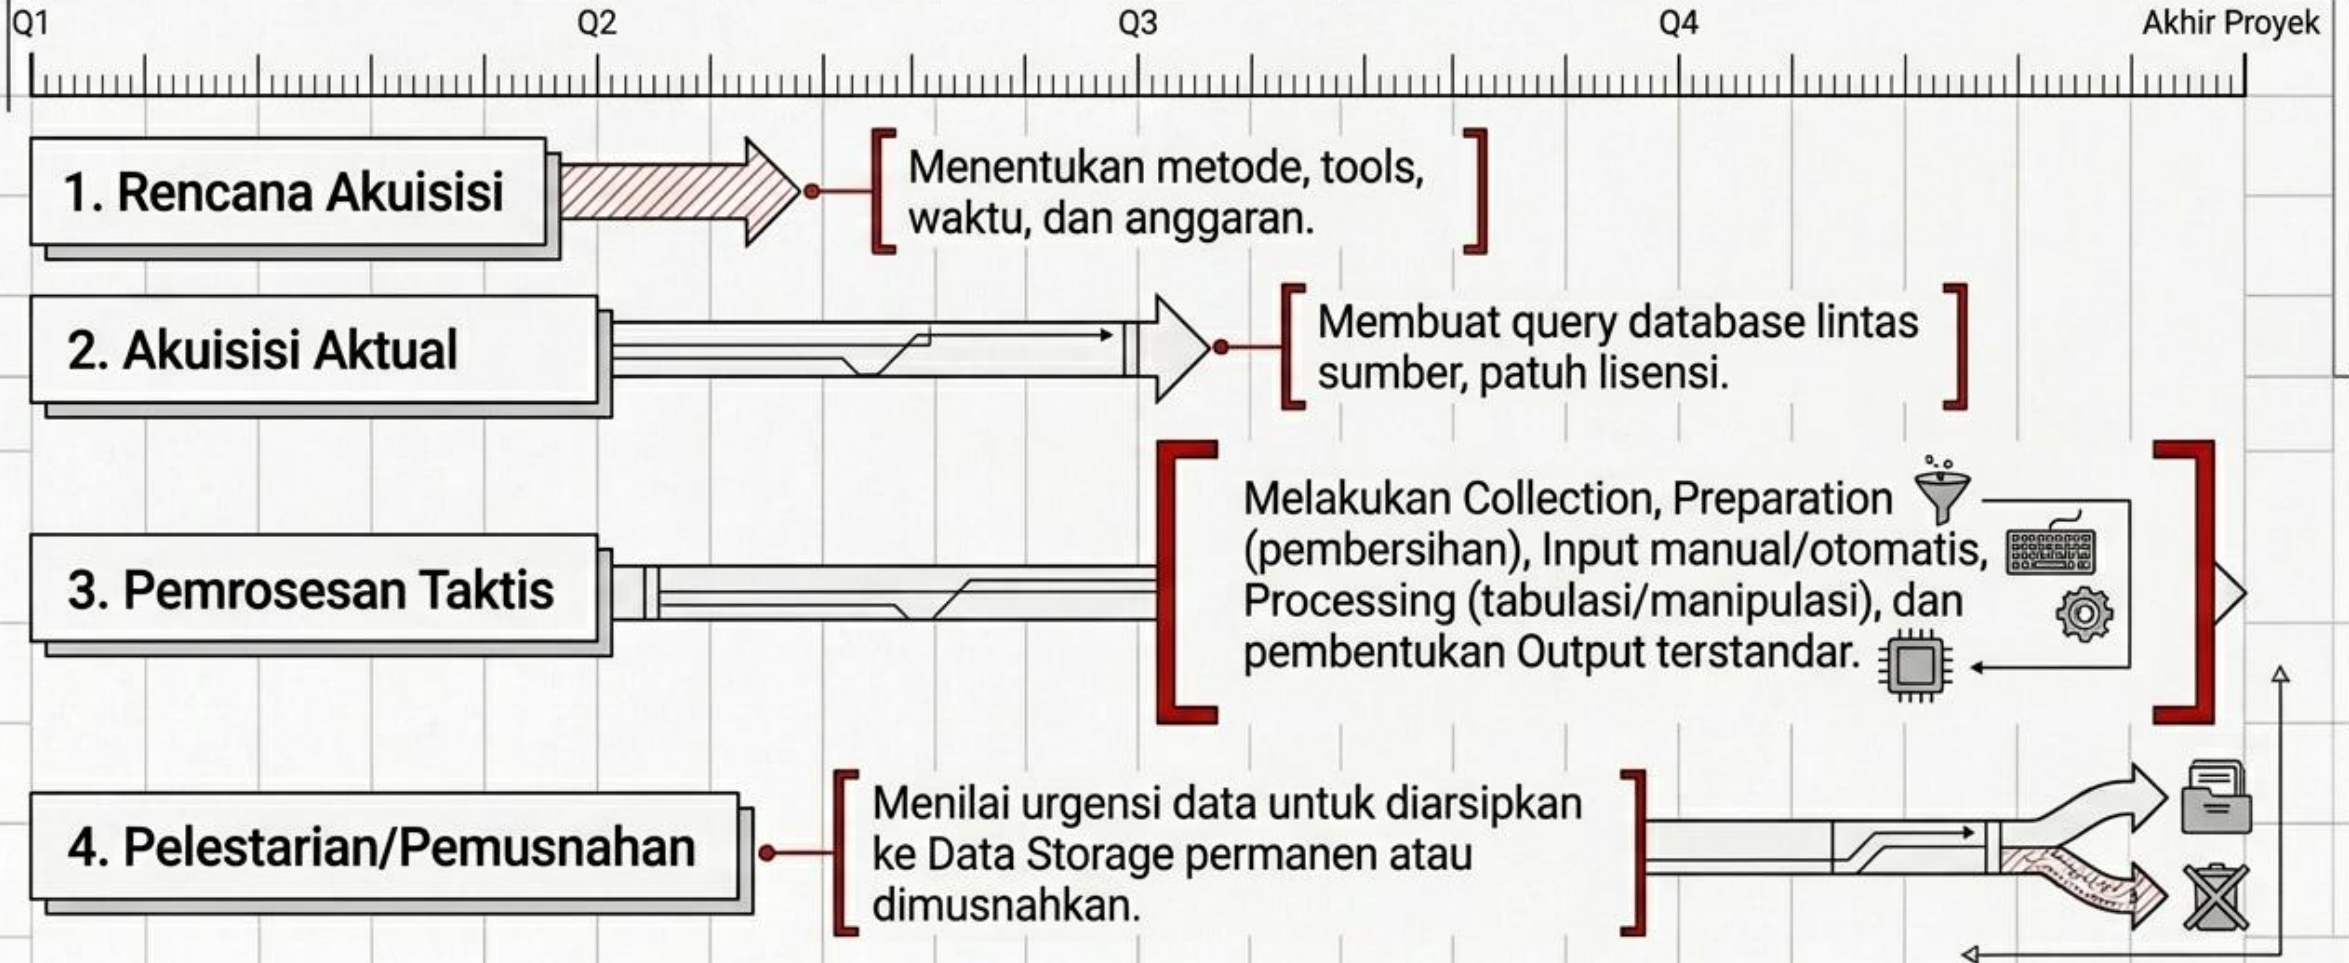 Q1 Q2 Q3 Q4 Akhir Proyek
1. Rencana Akuisisi
Menentukan metode, tools,
waktu, dan anggaran.
2. Akuisisi Aktual
Membuat query database lintas
sumber, patuh lisensi.
3. Pemrosesan Taktis
Melakukan Collection, Preparation
(pembersihan), Input manual/otomatis,
Processing (tabulasi/manipulasi), dan
pembentukan Output terstandar.
4. Pelestarian/Pemusnahan
Menilai urgensi data untuk diarsipkan
ke Data Storage permanen atau
dimusnahkan.